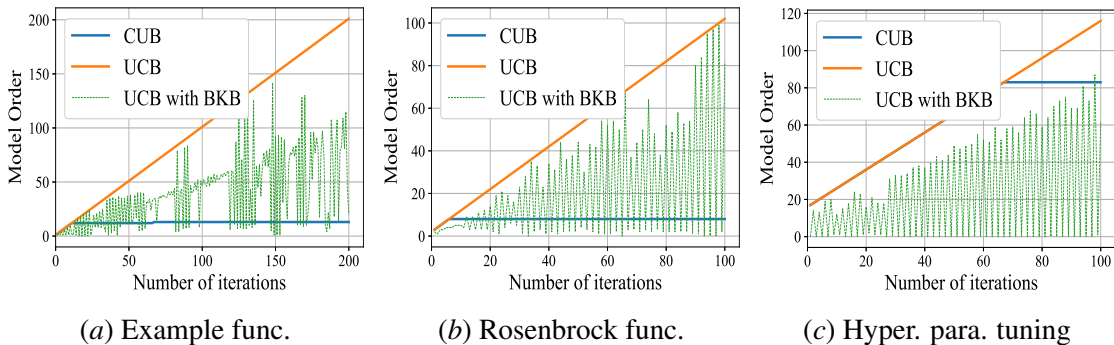 CUB
UCB
UCB with BKB
Model Order
200
150
100
50
0
0
50
100
150
200
Number of iterations
(a) Example func.
CUB
UCB
UCB with BKB
Model Order
100
80
60
40
20
0
0
20
40
60
80
100
Number of iterations
(b) Rosenbrock func.
CUB
UCB
UCB with BKB
Model Order
120
100
80
60
40
20
0
0
20
40
60
80
100
Number of iterations
(c) Hyper. para. tuning